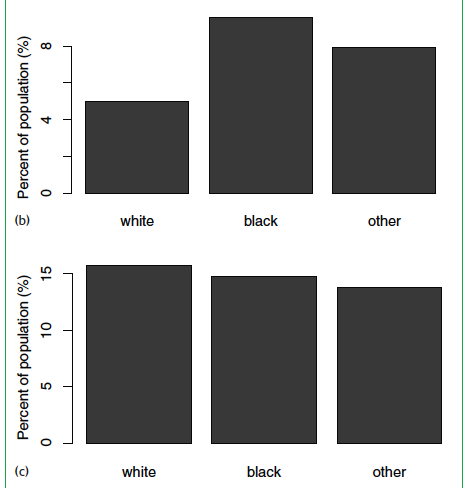 Percent of population (%)
8
4
0
(b)
white black other
Percent of population (%)
15
10
5
0
(c)
white black other